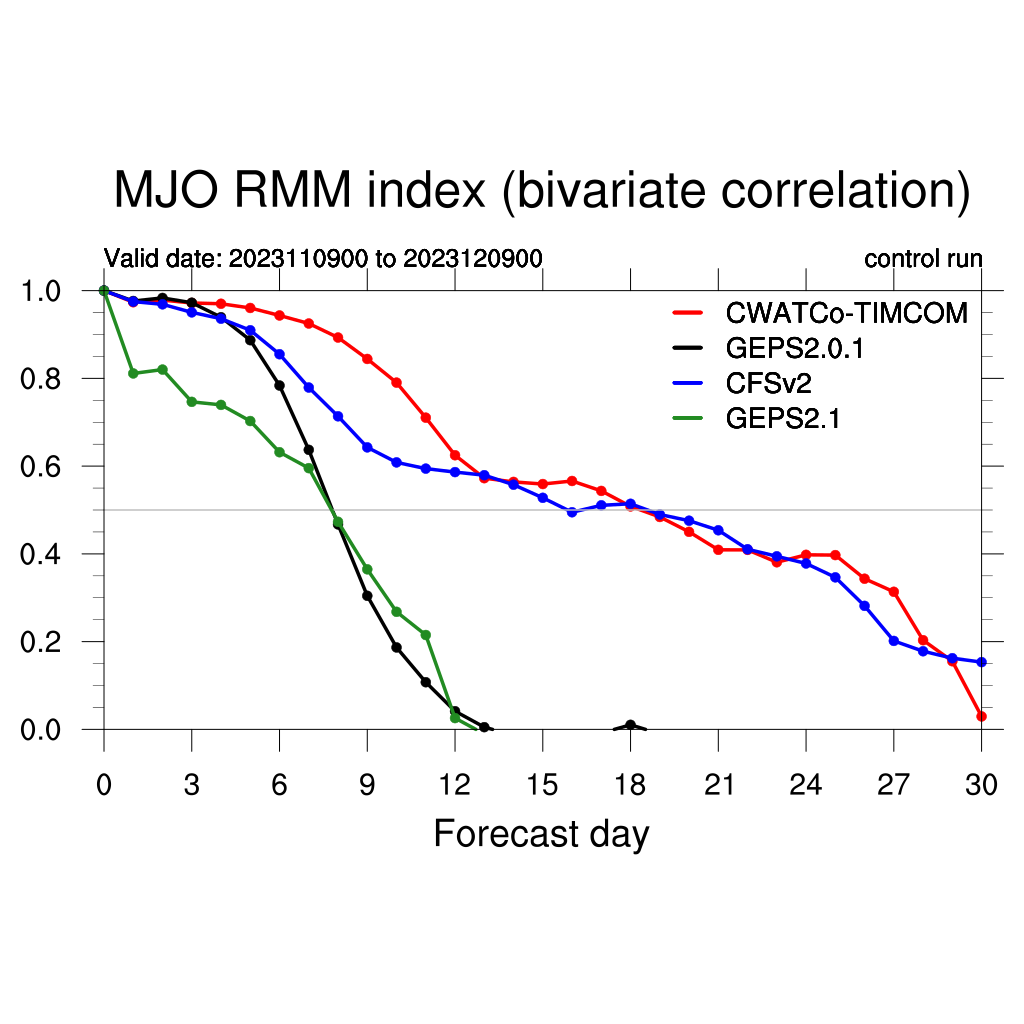 MJO RMM index (bivariate correlation)
Valid date: 2023110900 to 2023120900 control run
1.0
0.8
0.6
0.4
0.2
0.0
CWATCo-TIMCOM
GEPS2.0.1
CFSv2
GEPS2.1
0 3 6 9 12 15 18 21 24 27 30
Forecast day